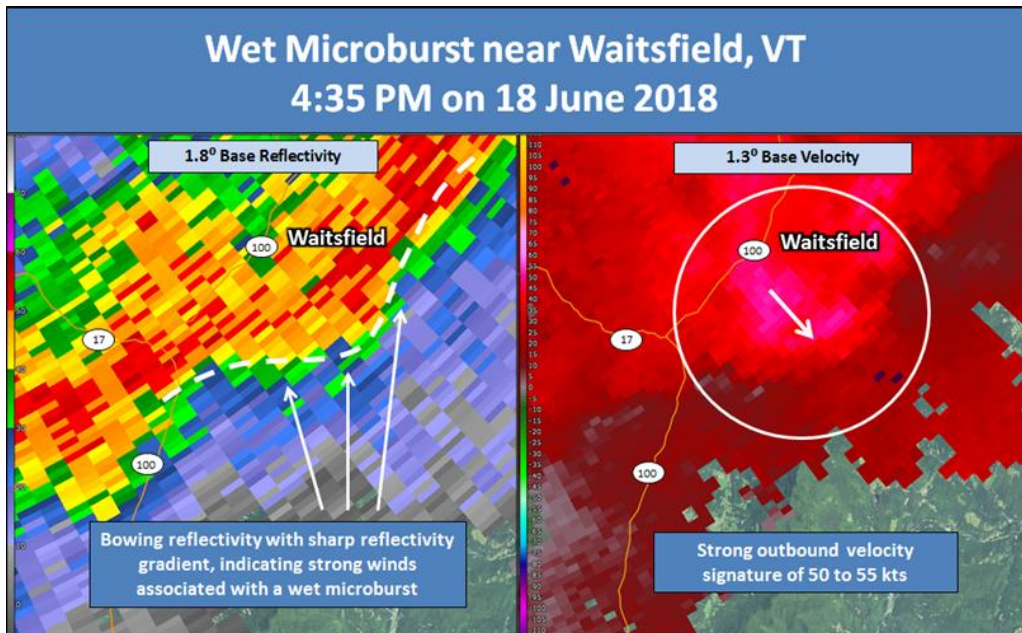 Wet Microburst near Waitsfield, VT
4:35 PM on 18 June 2018
1.8⁰ Base Reflectivity
Waitsfield
100
17
100
Bowing reflectivity with sharp reflectivity
gradient, indicating strong winds
associated with a wet microburst
1.3⁰ Base Velocity
100
Waitsfield
17
100
Strong outbound velocity
signature of 50 to 55 kts